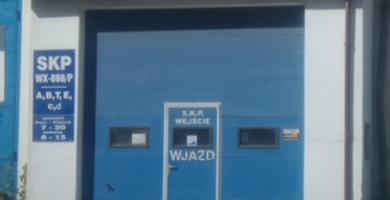 SKP
WX-080/P
A,B,T,E,
c,d
Pon. - Piątek
7 - 20
sobota
8 - 15
S.K.P.
WEJŚCIE
WJAZD